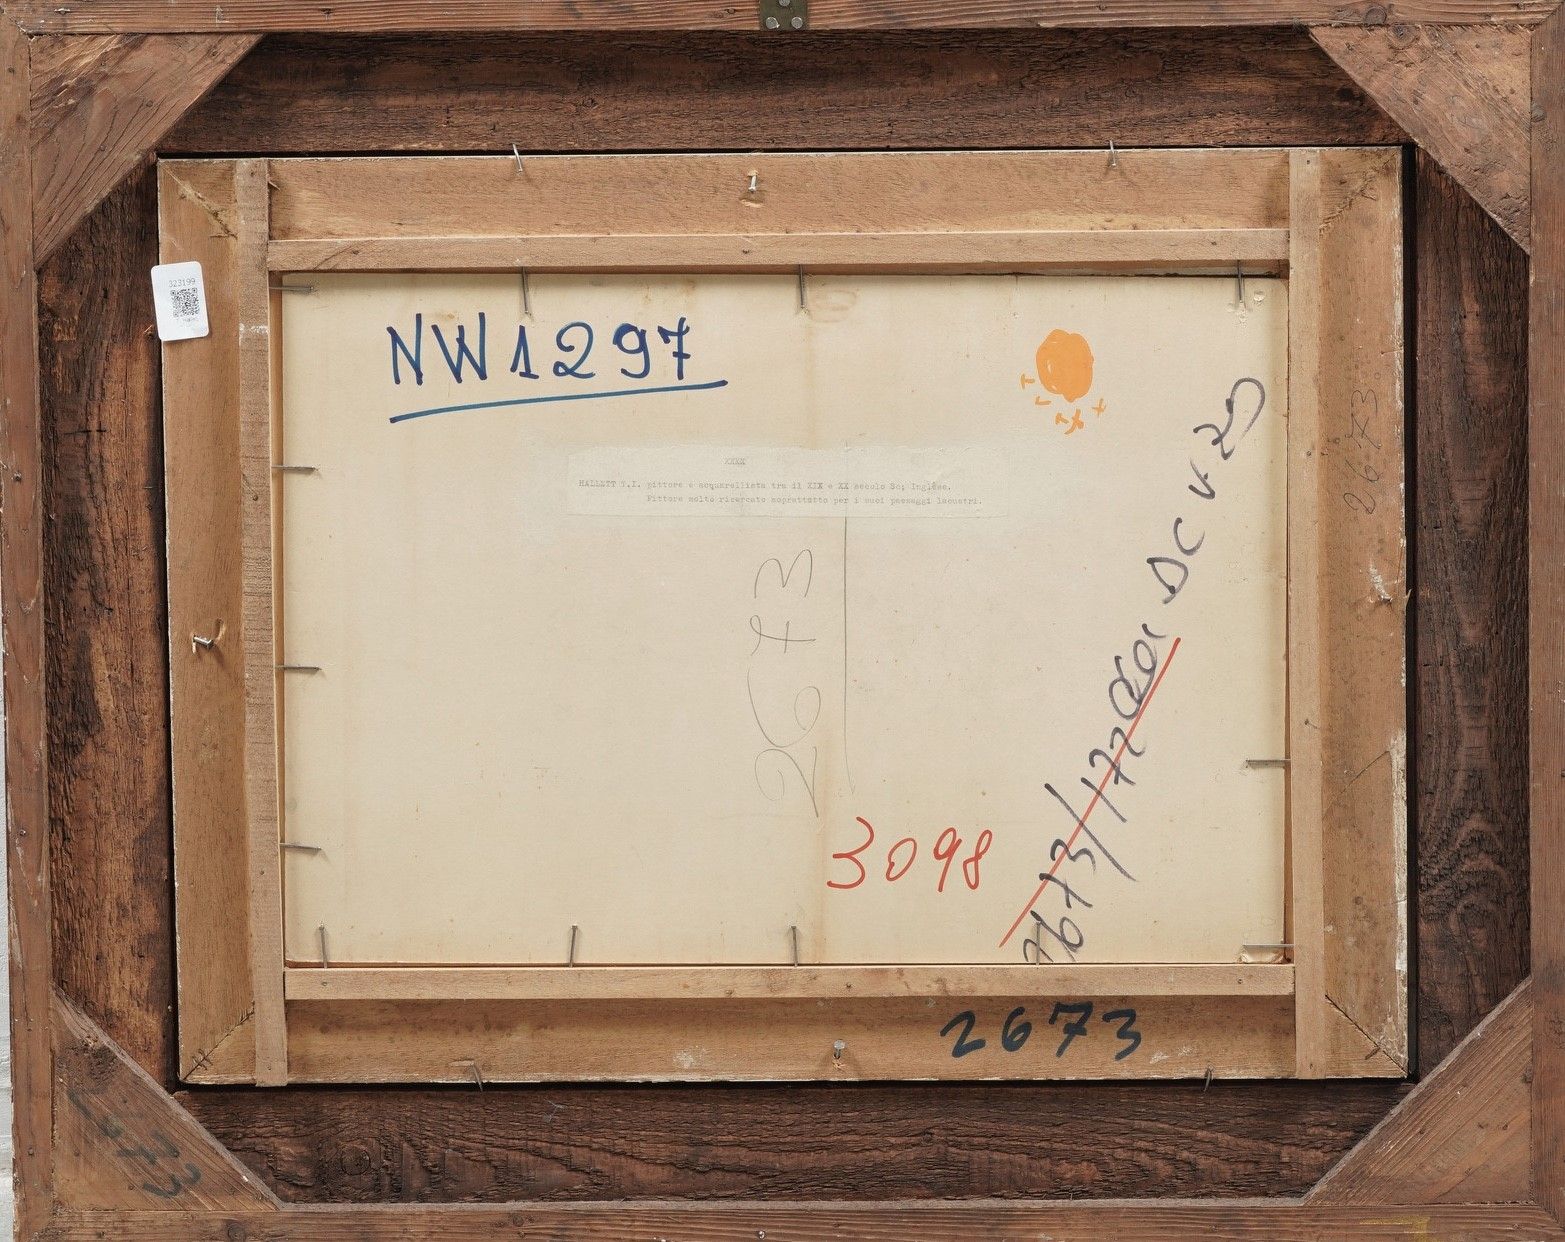 323199
NW1297
XXXX
HALLETT T.I. pittore e acquarellista tra il XIX e XX secolo Sc; Inglese.
Pittore molto ricercato soprattutto per i suoi paesaggi lacustri.
2673
2673
3098
2673